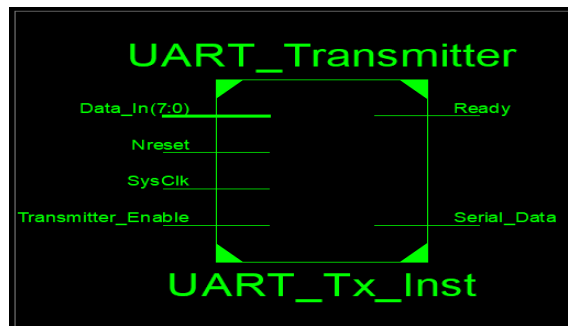 UART_Transmitter
Data_In(7:0)
Ready
Nreset
SysClk
Transmitter_Enable
Serial_Data
UART_Tx_Inst